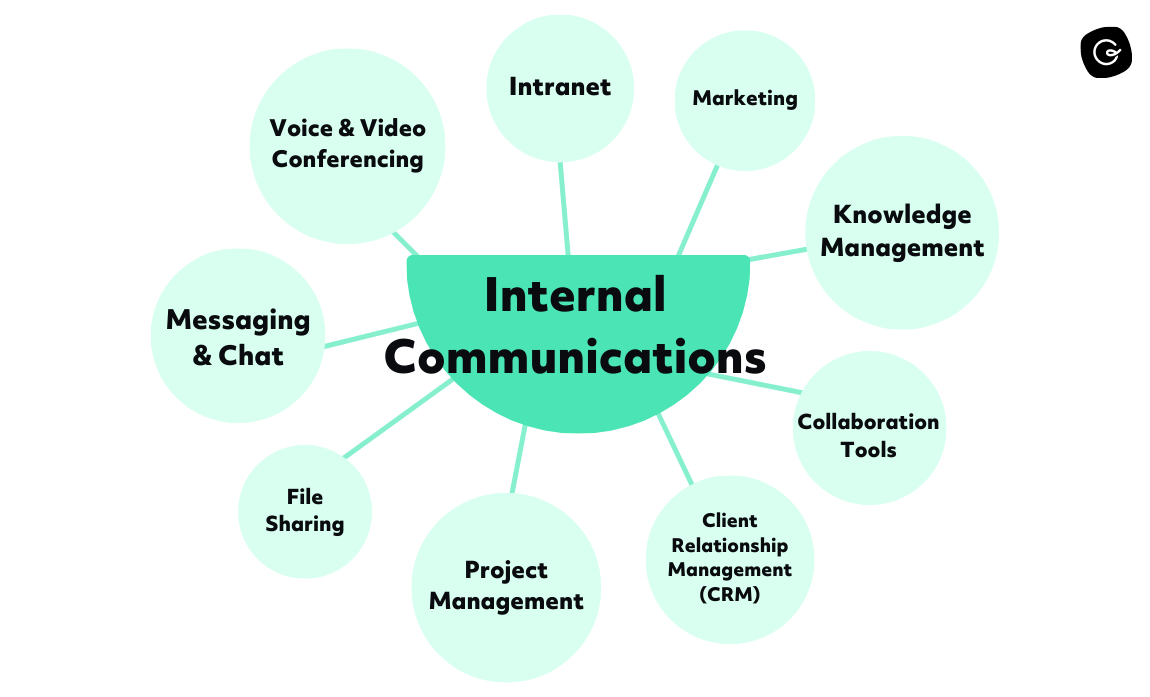 Intranet
Marketing
Voice & Video
Conferencing
Knowledge
Management
Internal
Communications
Messaging
& Chat
Collaboration
Tools
File
Sharing
Project
Management
Client
Relationship
Management
(CRM)